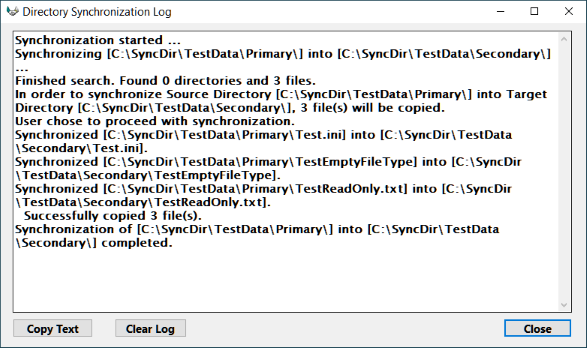 Directory Synchronization Log
Synchronization started ...
Synchronizing [C:\SyncDir\TestData\Primary\] into [C:\SyncDir\TestData\Secondary\]
...
Finished search. Found 0 directories and 3 files.
In order to synchronize Source Directory [C:\SyncDir\TestData\Primary\] into Target
Directory [C:\SyncDir\TestData\Secondary\], 3 file(s) will be copied.
User chose to proceed with synchronization.
Synchronized [C:\SyncDir\TestData\Primary\Test.ini] into [C:\SyncDir\TestData
\Secondary\Test.ini].
Synchronized [C:\SyncDir\TestData\Primary\TestEmptyFileType] into [C:\SyncDir
\TestData\Secondary\TestEmptyFileType].
Synchronized [C:\SyncDir\TestData\Primary\TestReadOnly.txt] into [C:\SyncDir
\TestData\Secondary\TestReadOnly.txt].
Successfully copied 3 file(s).
Synchronization of [C:\SyncDir\TestData\Primary\] into [C:\SyncDir\TestData
\Secondary\] completed.
Copy Text Clear Log Close